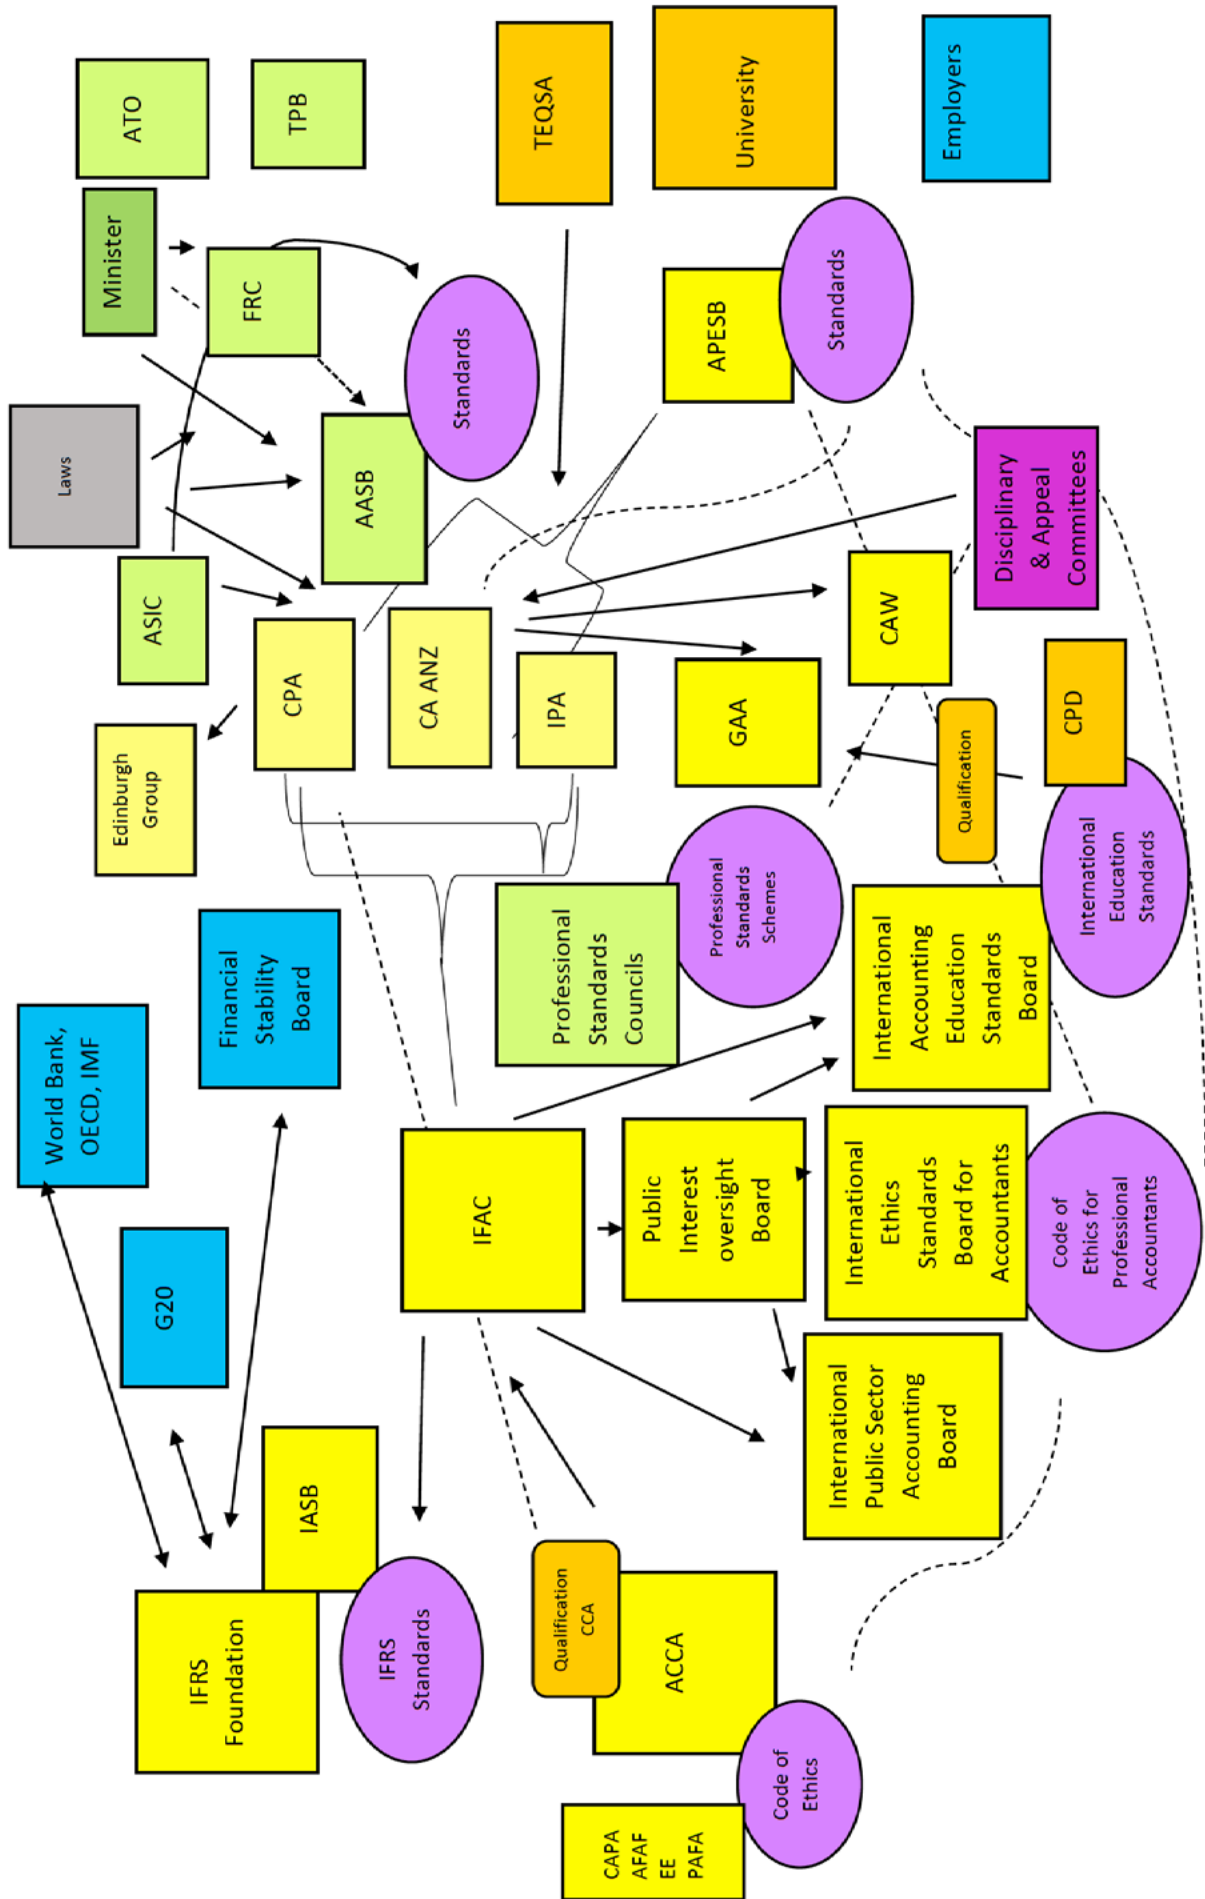 World Bank,
OECD, IMF
Laws
Minister
ATO
G20
Edinburgh
Group
ASIC
FRC
TPB
IFRS
Foundation
IASB
Financial
Stability
Board
CPA
AASB
Standards
IFRS
Standards
IFAC
CA ANZ
IPA
TEQSA
CAPA
AFAF
EE
PAFA
Qualification
CCA
ACCA
Code of
Ethics
Public
Interest
oversight
Board
Professional
Standards
Councils
Professional
Standards
Schemes
GAA
APESB
Standards
University
International
Public Sector
Accounting
Board
International
Ethics
Standards
Board for
Accountants
Code of
Ethics for
Professional
Accountants
International
Accounting
Education
Standards
Board
International
Education
Standards
Qualification
CPD
CAW
Disciplinary
& Appeal
Committees
Employers